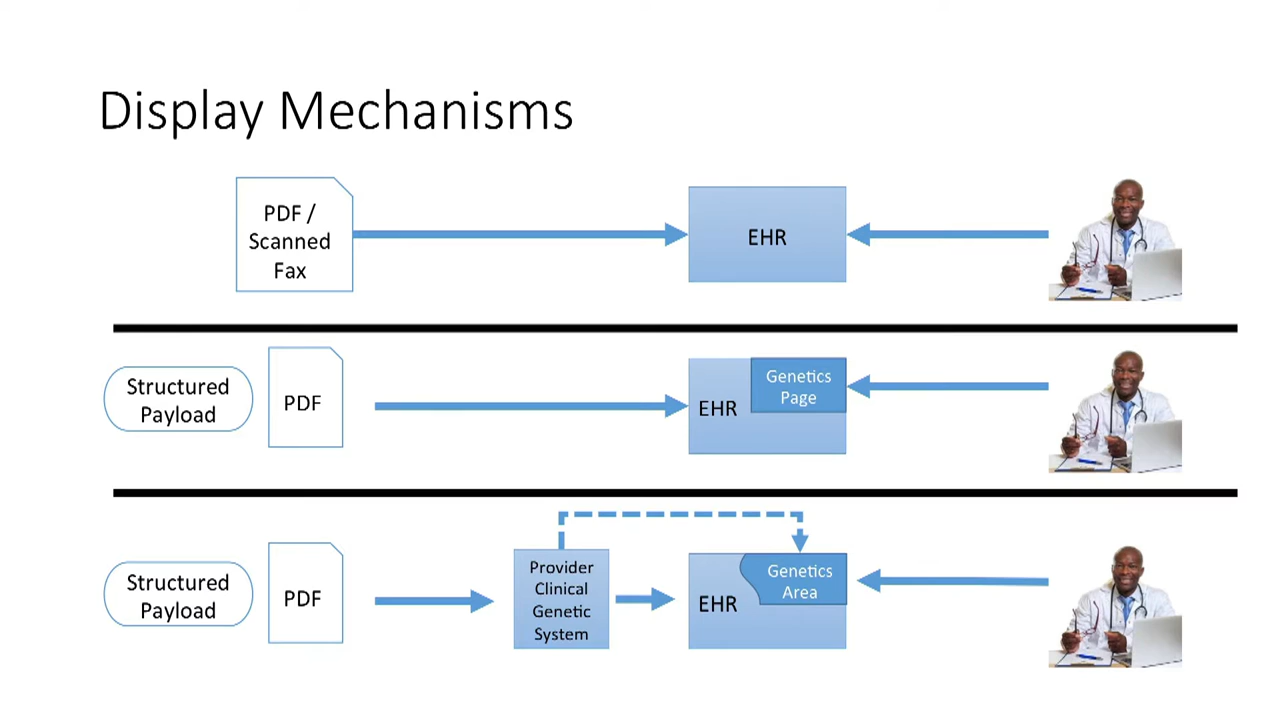 Display Mechanisms
PDF /
Scanned
Fax
EHR
Structured
Payload
PDF
EHR
Genetics
Page
Structured
Payload
PDF
Provider
Clinical
Genetic
System
EHR
Genetics
Area